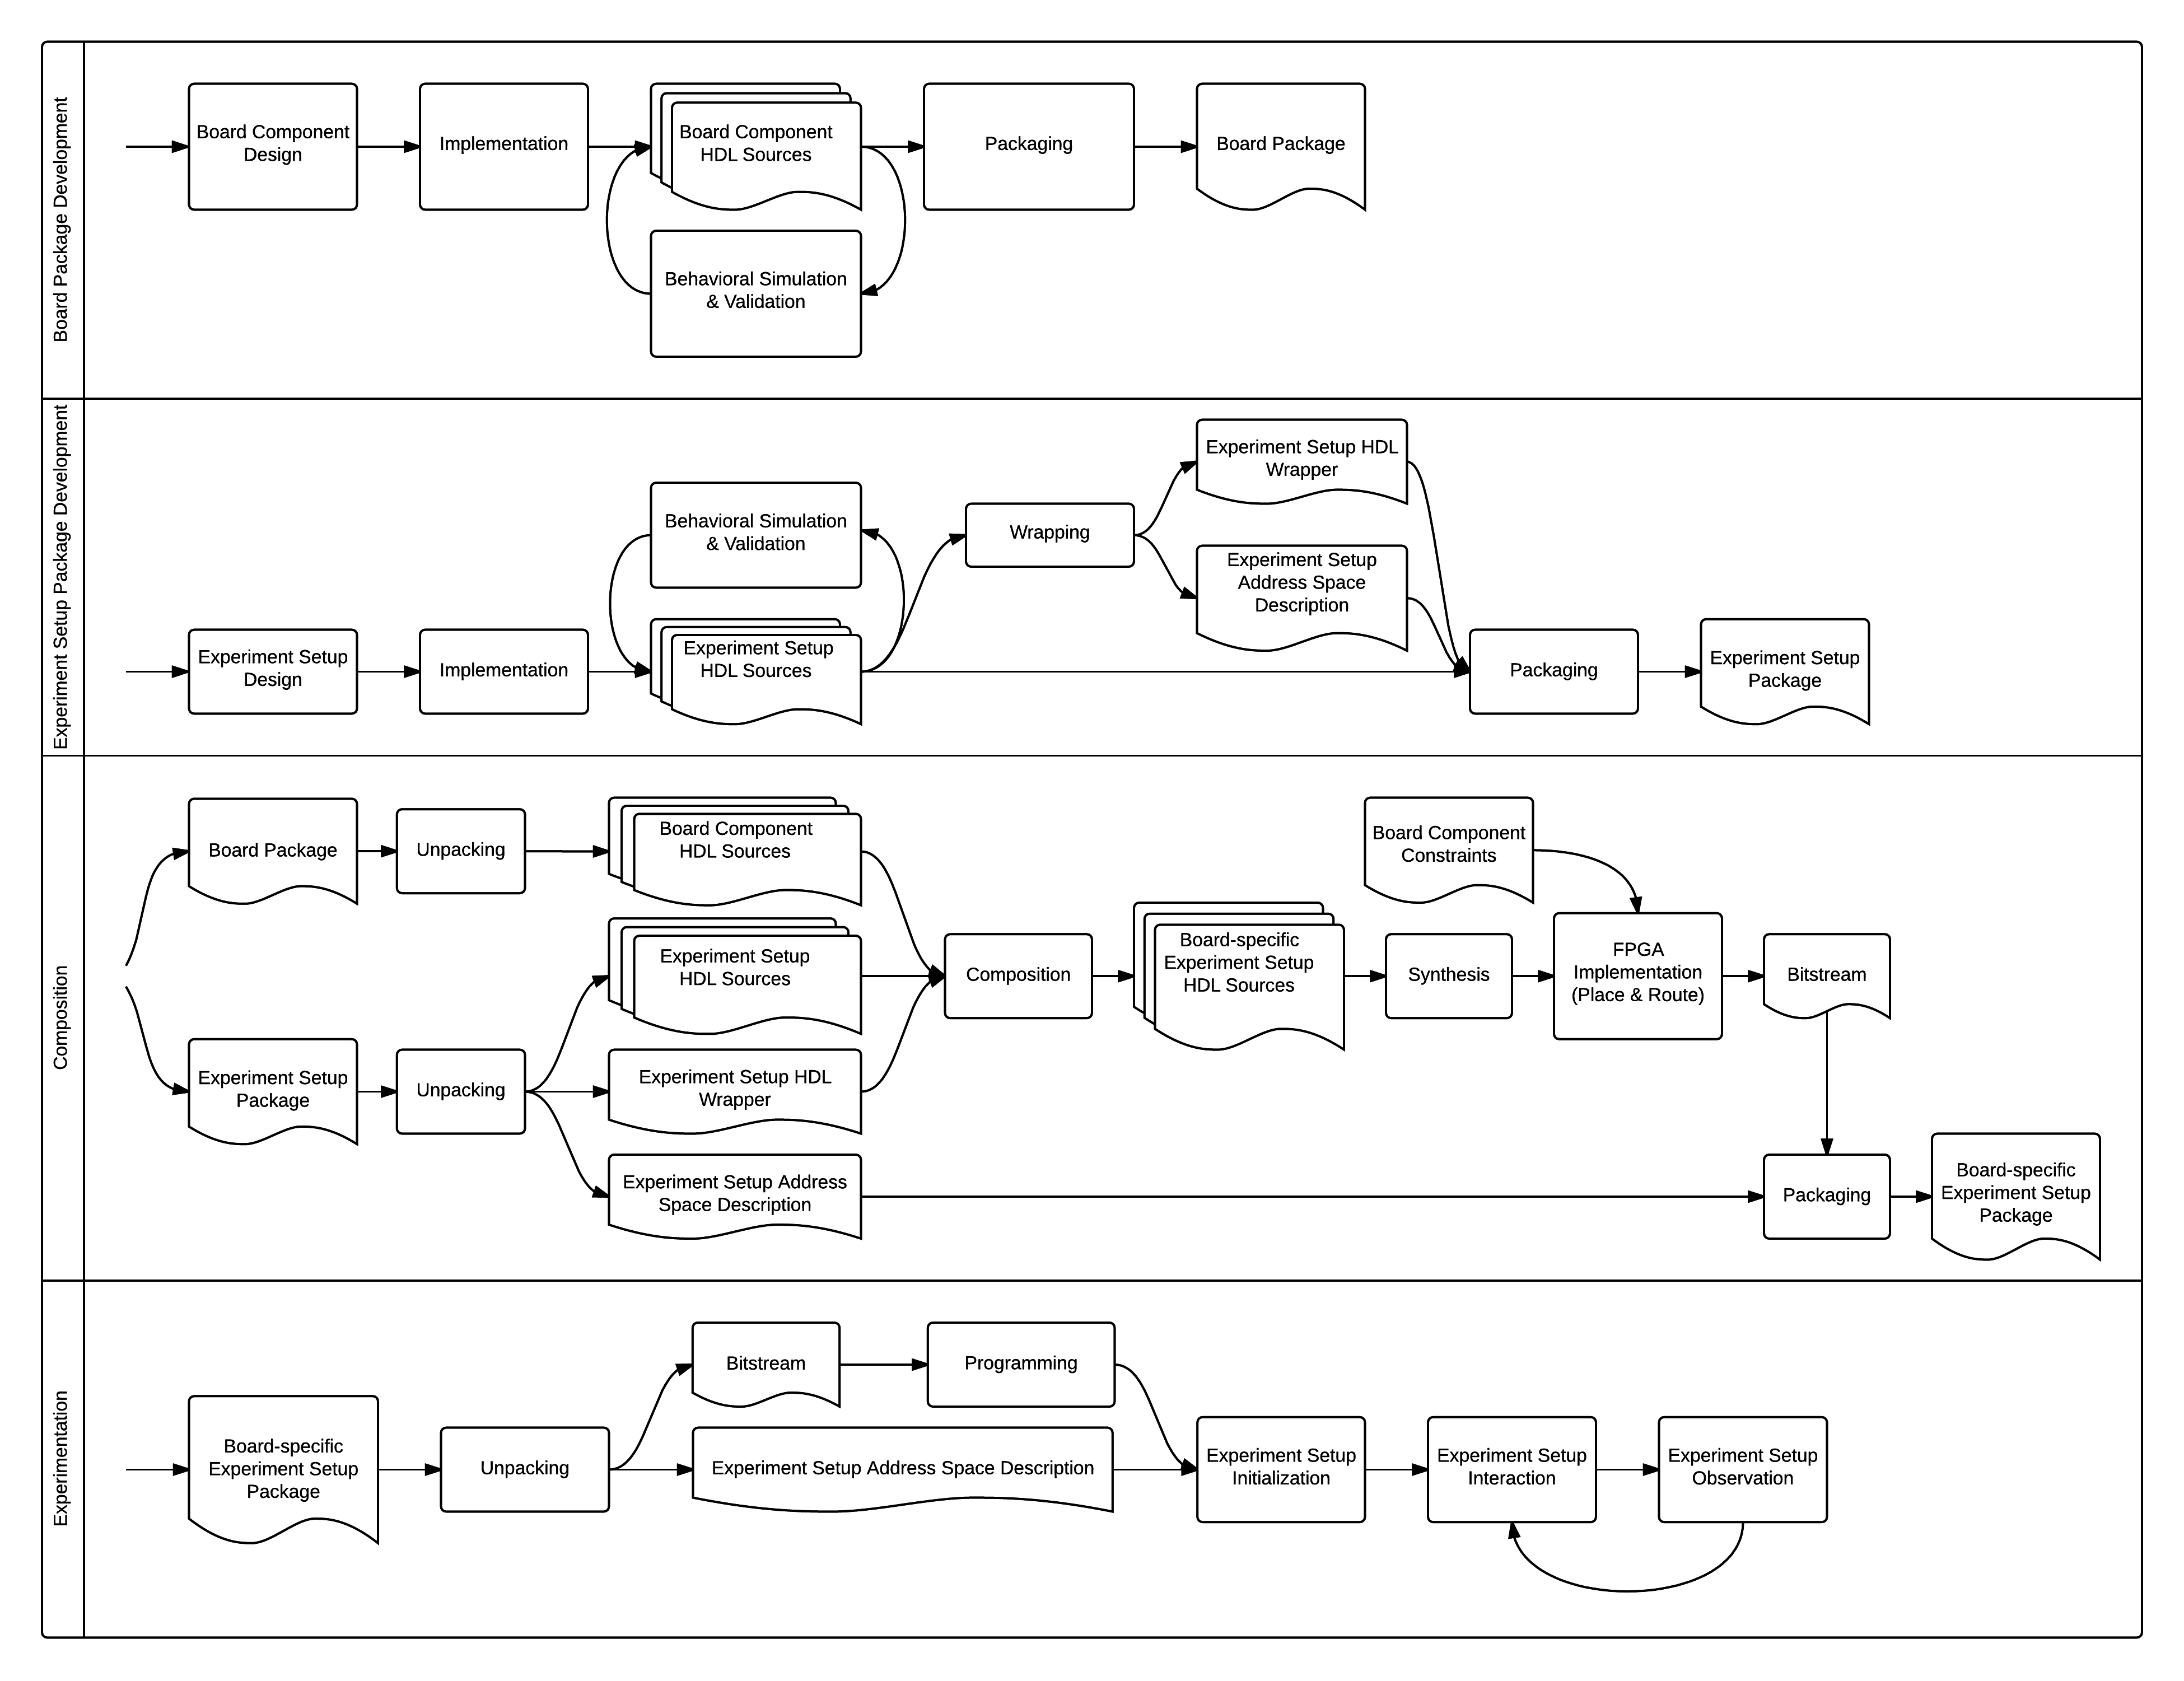 Board Package Development
Board Component
Design
Implementation
Board Component
HDL Sources
Packaging
Board Package
Behavioral Simulation
& Validation
Experiment Setup Package Development
Experiment Setup
Design
Implementation
Behavioral Simulation
& Validation
Experiment Setup
HDL Sources
Wrapping
Experiment Setup HDL
Wrapper
Experiment Setup
Address Space
Description
Packaging
Experiment Setup
Package
Composition
Board Package
Unpacking
Board Component
HDL Sources
Experiment Setup
Package
Unpacking
Experiment Setup
HDL Sources
Experiment Setup HDL
Wrapper
Experiment Setup Address
Space Description
Composition
Board-specific
Experiment Setup
HDL Sources
Synthesis
Board Component
Constraints
FPGA
Implementation
(Place & Route)
Bitstream
Packaging
Board-specific
Experiment Setup
Package
Experimentation
Board-specific
Experiment Setup
Package
Unpacking
Bitstream
Programming
Experiment Setup Address Space Description
Experiment Setup
Initialization
Experiment Setup
Interaction
Experiment Setup
Observation